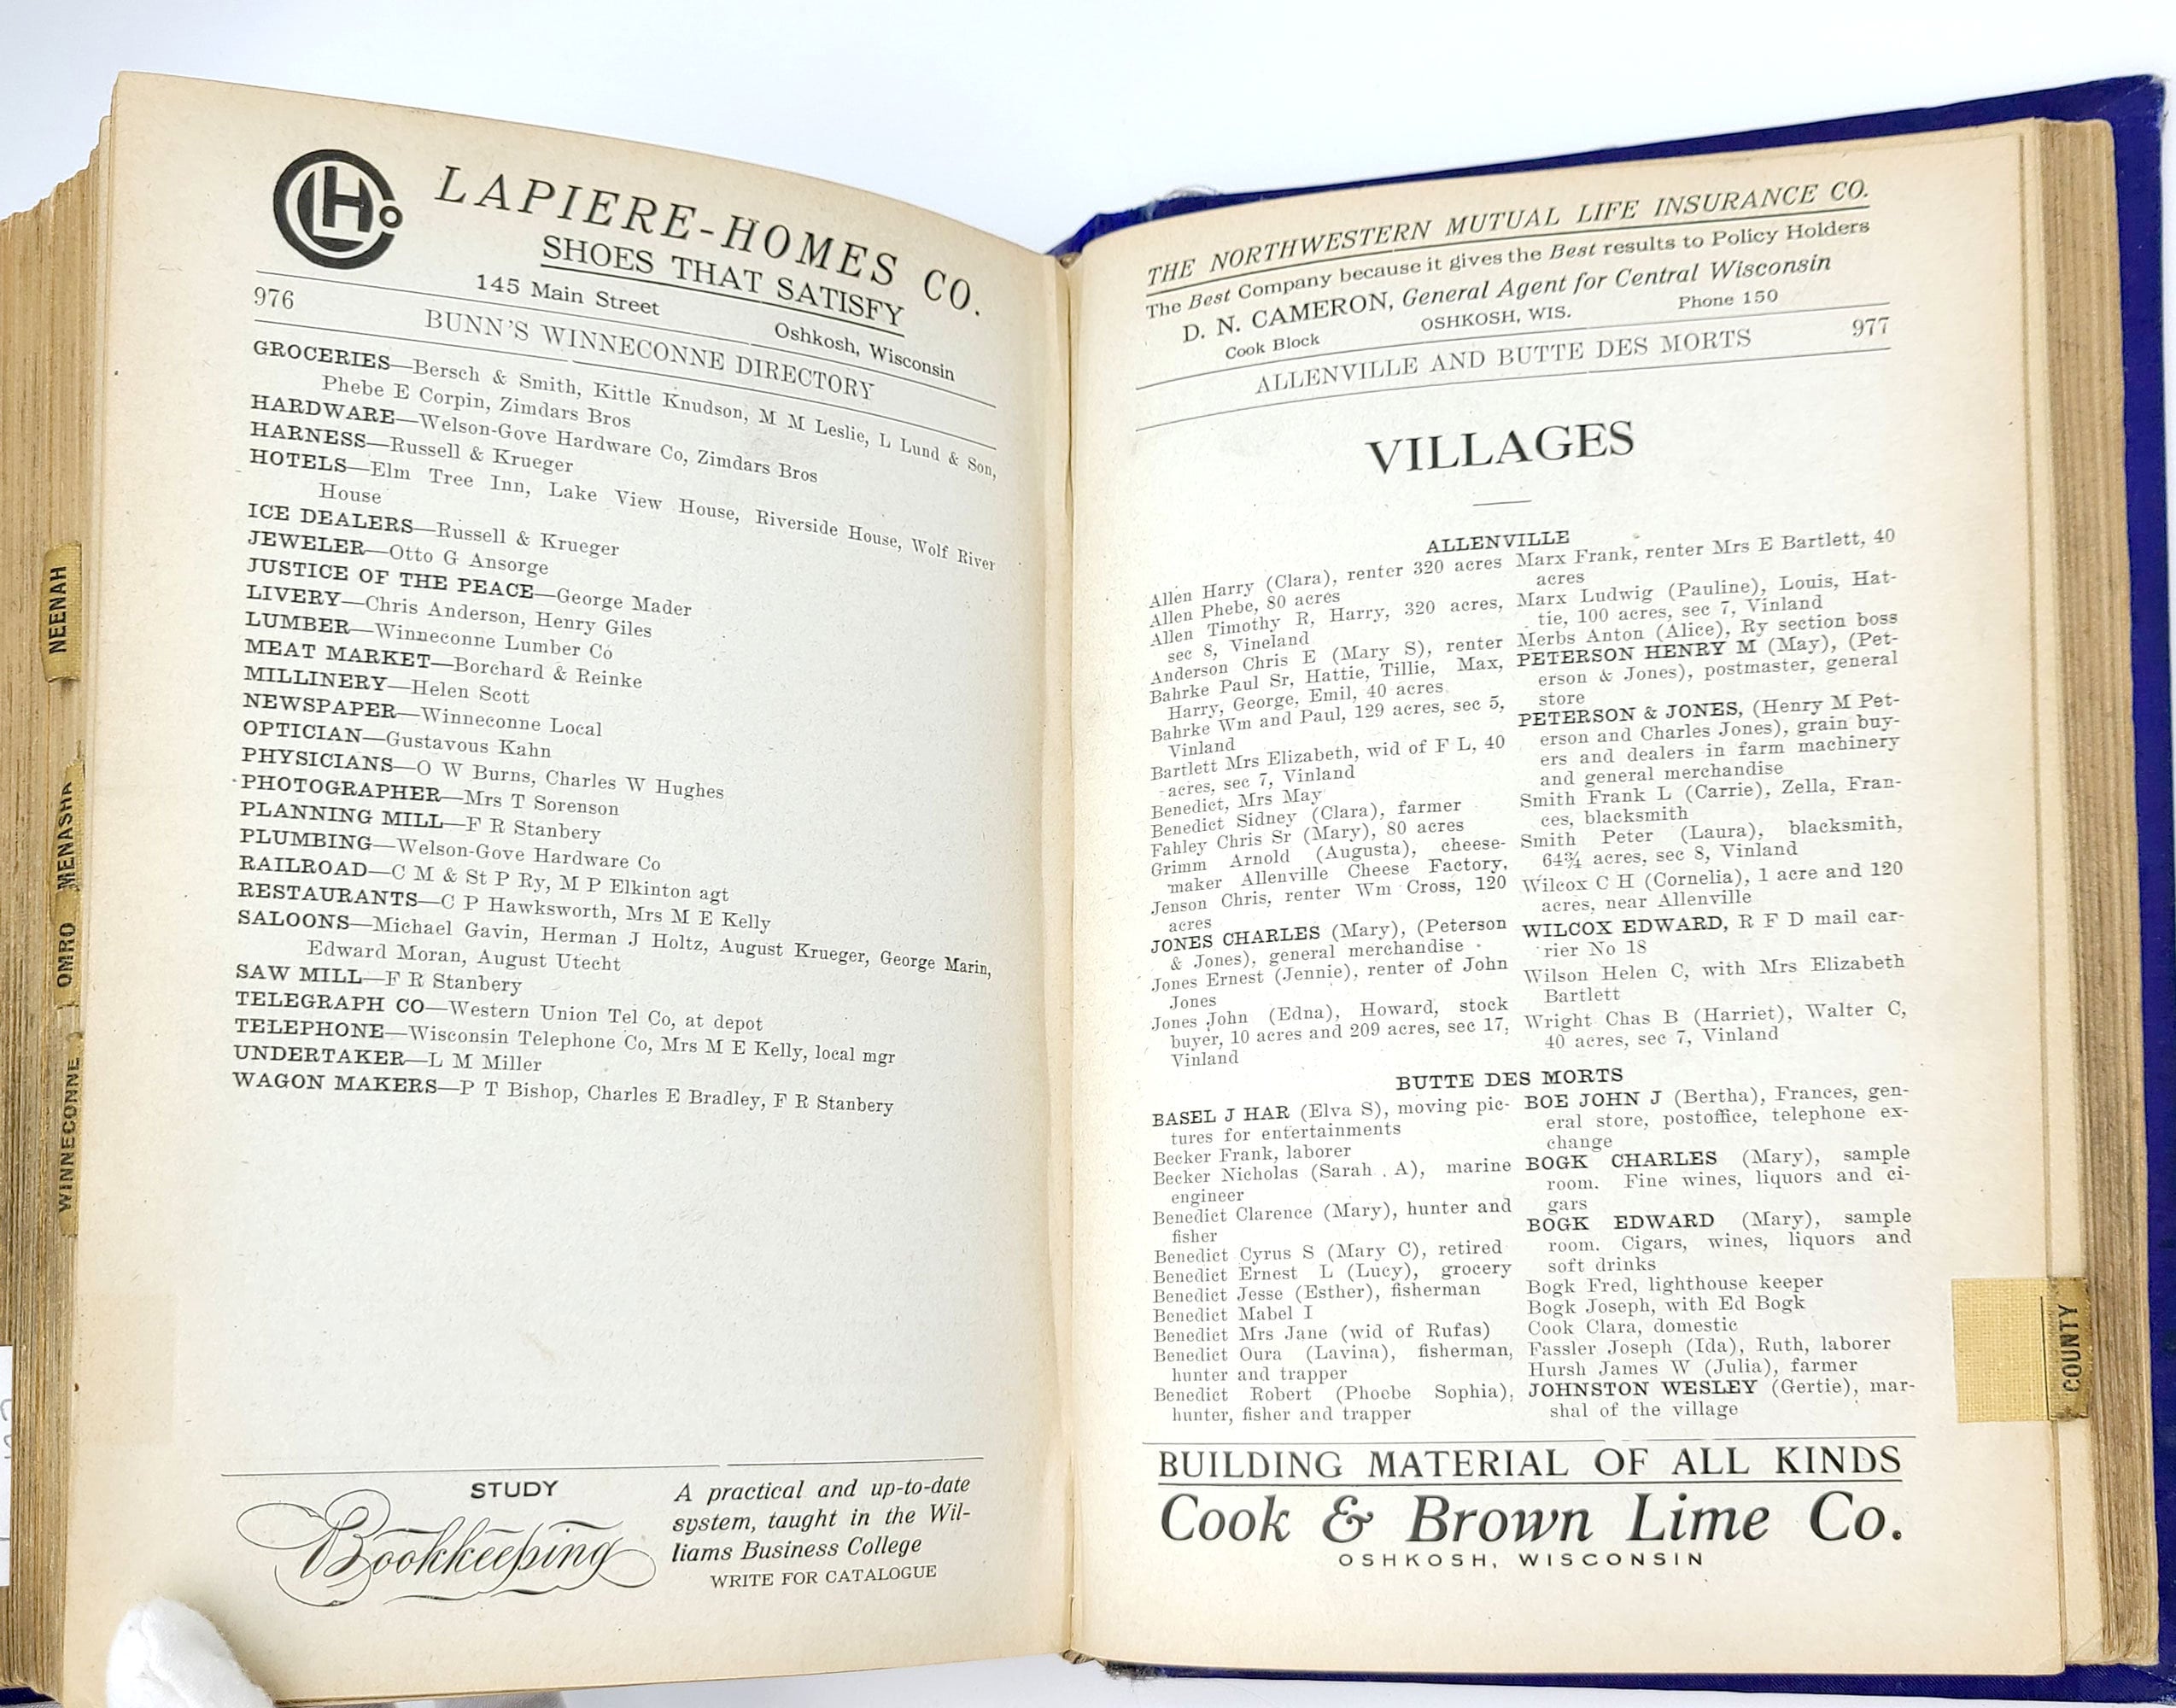 LAPIERE-HOMES CO.
SHOES THAT SATISFY
145 Main Street Oshkosh, Wisconsin
976 BUNN'S WINNECONNE DIRECTORY
GROCERIES—Bersch & Smith, Kittle Knudson, M M Leslie, L Lund & Son,
Phebe E Corpin, Zimdars Bros
HARDWARE—Welson-Gove Hardware Co, Zimdars Bros
HARNESS—Russell & Krueger
HOTELS—Elm Tree Inn, Lake View House, Riverside House, Wolf River
House
ICE DEALERS—Russell & Krueger
JEWELER—Otto G Ansorge
JUSTICE OF THE PEACE—George Mader
LIVERY—Chris Anderson, Henry Giles
LUMBER—Winneconne Lumber Co
MEAT MARKET—Borchard & Reinke
MILLINERY—Helen Scott
NEWSPAPER—Winneconne Local
OPTICIAN—Gustavous Kahn
PHYSICIANS—O W Burns, Charles W Hughes
PHOTOGRAPHER—Mrs T Sorenson
PLANNING MILL—F R Stanbery
PLUMBING—Welson-Gove Hardware Co
RAILROAD—C M & St P Ry, M P Elkinton agt
RESTAURANTS—C P Hawksworth, Mrs M E Kelly
SALOONS—Michael Gavin, Herman J Holtz, August Krueger, George Marin,
Edward Moran, August Utecht
SAW MILL—F R Stanbery
TELEGRAPH CO—Western Union Tel Co, at depot
TELEPHONE—Wisconsin Telephone Co, Mrs M E Kelly, local mgr
UNDERTAKER—L M Miller
WAGON MAKERS—P T Bishop, Charles E Bradley, F R Stanbery
STUDY
Bookkeeping
A practical and up-to-date
system, taught in the Wil-
liams Business College
WRITE FOR CATALOGUE
NEENAH
MENASHA
OMRO
WINNECONNE
THE NORTHWESTERN MUTUAL LIFE INSURANCE CO.
The Best Company because it gives the Best results to Policy Holders
D. N. CAMERON, General Agent for Central Wisconsin
Cook Block OSHKOSH, WIS. Phone 150
ALLENVILLE AND BUTTE DES MORTS 977
VILLAGES
ALLENVILLE
Allen Harry (Clara), renter 320 acres
Allen Phebe, 80 acres
Allen Timothy R, Harry, 320 acres,
sec 8, Vineland
Anderson Chris E (Mary S), renter
Bahrke Paul Sr, Hattie, Tillie, Max,
Harry, George, Emil, 40 acres
Bahrke Wm and Paul, 129 acres, sec 5,
Vinland
Bartlett Mrs Elizabeth, wid of F L, 40
acres, sec 7, Vinland
Benedict, Mrs May
Benedict Sidney (Clara), farmer
Fahley Chris Sr (Mary), 80 acres
Grimm Arnold (Augusta), cheese-
maker Allenville Cheese Factory,
Jenson Chris, renter Wm Cross, 120
acres
JONES CHARLES (Mary), (Peterson
& Jones), general merchandise
Jones Ernest (Jennie), renter of John
Jones
Jones John (Edna), Howard, stock
buyer, 10 acres and 209 acres, sec 17,
Vinland
Marx Frank, renter Mrs E Bartlett, 40
acres
Marx Ludwig (Pauline), Louis, Hat-
tie, 100 acres, sec 7, Vinland
Merbs Anton (Alice), Ry section boss
PETERSON HENRY M (May), (Pet-
erson & Jones), postmaster, general
store
PETERSON & JONES, (Henry M Pet-
erson and Charles Jones), grain buy-
ers and dealers in farm machinery
and general merchandise
Smith Frank L (Carrie), Zella, Fran-
ces, blacksmith
Smith Peter (Laura), blacksmith,
64¾ acres, sec 8, Vinland
Wilcox C H (Cornelia), 1 acre and 120
acres, near Allenville
WILCOX EDWARD, R F D mail car-
rier No 18
Wilson Helen C, with Mrs Elizabeth
Bartlett
Wright Chas B (Harriet), Walter C,
40 acres, sec 7, Vinland
BUTTE DES MORTS
BASEL J HAR (Elva S), moving pic-
tures for entertainments
Becker Frank, laborer
Becker Nicholas (Sarah A), marine
engineer
Benedict Clarence (Mary), hunter and
fisher
Benedict Cyrus S (Mary C), retired
Benedict Ernest L (Lucy), grocery
Benedict Jesse (Esther), fisherman
Benedict Mabel I
Benedict Mrs Jane (wid of Rufas)
Benedict Oura (Lavina), fisherman,
hunter and trapper
Benedict Robert (Phoebe Sophia),
hunter, fisher and trapper
BOE JOHN J (Bertha), Frances, gen-
eral store, postoffice, telephone ex-
change
BOGK CHARLES (Mary), sample
room. Fine wines, liquors and ci-
gars
BOGK EDWARD (Mary), sample
room. Cigars, wines, liquors and
soft drinks
Bogk Fred, lighthouse keeper
Bogk Joseph, with Ed Bogk
Cook Clara, domestic
Fassler Joseph (Ida), Ruth, laborer
Hursh James W (Julia), farmer
JOHNSTON WESLEY (Gertie), mar-
shal of the village
BUILDING MATERIAL OF ALL KINDS
Cook & Brown Lime Co.
OSHKOSH, WISCONSIN
COUNTY